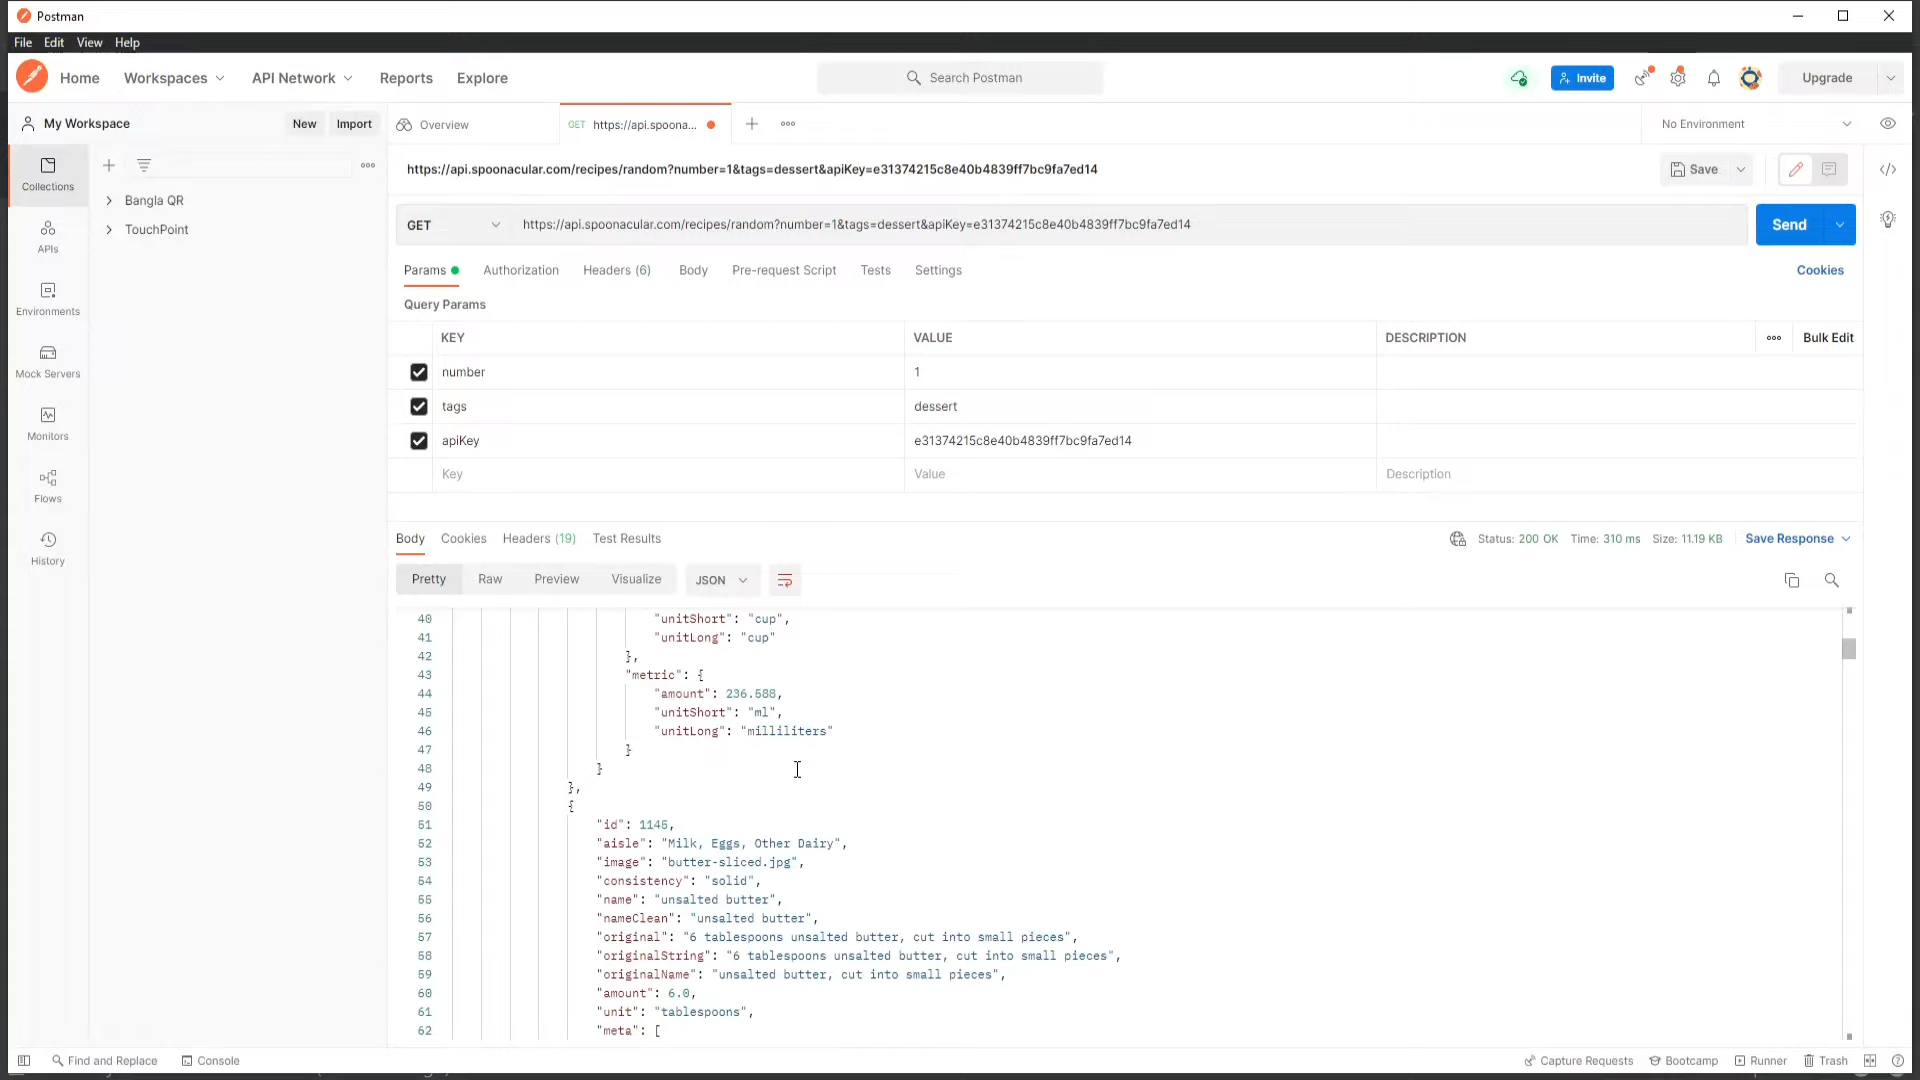 Postman
File Edit View Help
Home Workspaces API Network Reports Explore Search Postman Invite Upgrade
My Workspace New Import Overview GET https://api.spoona... No Environment
https://api.spoonacular.com/recipes/random?number=1&tags=dessert&apiKey=e31374215c8e40b4839ff7bc9fa7ed14 Save
Collections
Bangla QR
TouchPoint
APIs
Environments
Mock Servers
Monitors
Flows
History
GET https://api.spoonacular.com/recipes/random?number=1&tags=dessert&apiKey=e31374215c8e40b4839ff7bc9fa7ed14 Send
Params Authorization Headers (6) Body Pre-request Script Tests Settings Cookies
Query Params
KEY VALUE DESCRIPTION Bulk Edit
number 1
tags dessert
apiKey e31374215c8e40b4839ff7bc9fa7ed14
Key Value Description
Body Cookies Headers (19) Test Results Status: 200 OK Time: 310 ms Size: 11.19 KB Save Response
Pretty Raw Preview Visualize JSON
40 "unitShort": "cup",
41 "unitLong": "cup"
42 },
43 "metric": {
44 "amount": 236.588,
45 "unitShort": "ml",
46 "unitLong": "milliliters"
47 }
48 }
49 },
50 {
51 "id": 1145,
52 "aisle": "Milk, Eggs, Other Dairy",
53 "image": "butter-sliced.jpg",
54 "consistency": "solid",
55 "name": "unsalted butter",
56 "nameClean": "unsalted butter",
57 "original": "6 tablespoons unsalted butter, cut into small pieces",
58 "originalString": "6 tablespoons unsalted butter, cut into small pieces",
59 "originalName": "unsalted butter, cut into small pieces",
60 "amount": 6.0,
61 "unit": "tablespoons",
62 "meta": [
Find and Replace Console Capture Requests Bootcamp Runner Trash